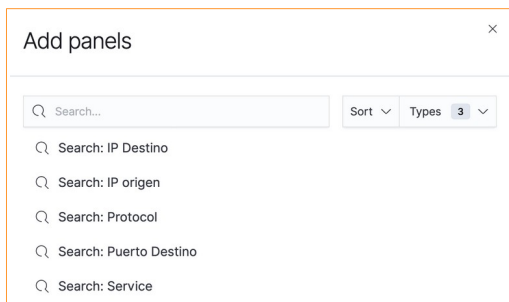 Add panels
Search...
Sort
Types 3
Search: IP Destino
Search: IP origen
Search: Protocol
Search: Puerto Destino
Search: Service